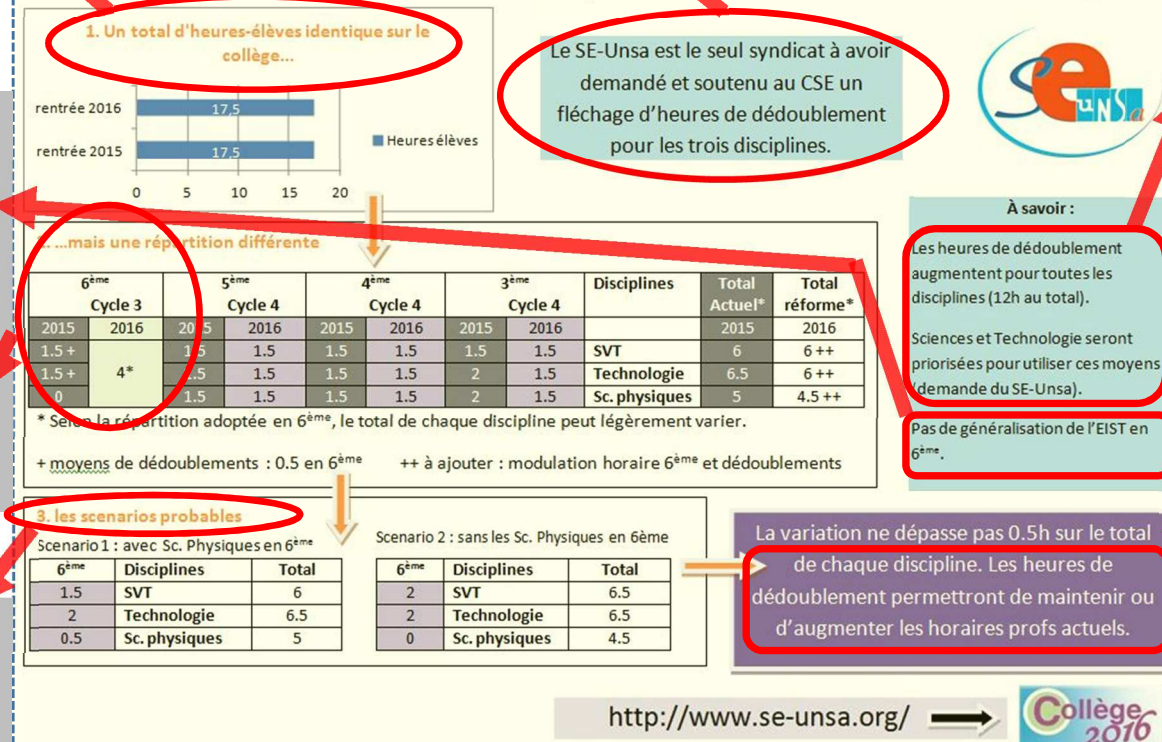 1. Un total d'heures-élèves identique sur le
collège...
rentrée 2016 17,5
rentrée 2015 17,5
Heures élèves
0 5 10 15 20
Le SE-Unsa est le seul syndicat à avoir
demandé et soutenu au CSE un
fléchage d'heures de dédoublement
pour les trois disciplines.
Se unsa
À savoir :
Les heures de dédoublement
augmentent pour toutes les
disciplines (12h au total).
Sciences et Technologie seront
priorisées pour utiliser ces moyens
(demande du SE-Unsa).
Pas de généralisation de l'EIST en
6ème.
2. ...mais une répartition différente
6ème 5ème 4ème 3ème Disciplines Total Total
Cycle 3 Cycle 4 Cycle 4 Cycle 4 Actuel* réforme*
2015 2016 2015 2016 2015 2016 2015 2016 2015 2016
1.5 + 1.5 1.5 1.5 1.5 1.5 1.5 SVT 6 6 ++
1.5 + 4* 1.5 1.5 1.5 1.5 2 1.5 Technologie 6.5 6 ++
0 1.5 1.5 1.5 1.5 2 1.5 Sc. physiques 5 4.5 ++
* Selon la répartition adoptée en 6ème, le total de chaque discipline peut légèrement varier.
+ moyens de dédoublements : 0.5 en 6ème ++ à ajouter : modulation horaire 6ème et dédoublements
3. les scenarios probables
Scenario 1 : avec Sc. Physiques en 6ème
6ème Disciplines Total
1.5 SVT 6
2 Technologie 6.5
0.5 Sc. physiques 5
Scenario 2 : sans les Sc. Physiques en 6ème
6ème Disciplines Total
2 SVT 6.5
2 Technologie 6.5
0 Sc. physiques 4.5
La variation ne dépasse pas 0.5h sur le total
de chaque discipline. Les heures de
dédoublement permettront de maintenir ou
d'augmenter les horaires profs actuels.
http://www.se-unsa.org/
Collège
2016